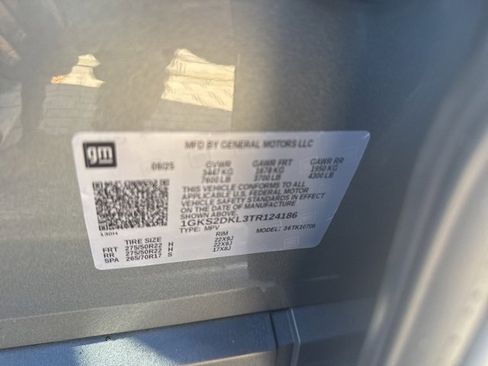 gm
MFD BY GENERAL MOTORS LLC
09/25 GVWR GAWR FRT GAWR RR
3447 KG 1678 KG 1950 KG
7600 LB 3700 LB 4300 LB
THIS VEHICLE CONFORMS TO ALL
APPLICABLE U.S. FEDERAL MOTOR
VEHICLE SAFETY STANDARDS IN EFFECT
ON THE DATE OF MANUFACTURE
SHOWN ABOVE.
1GKS2DKL3TR124186
TYPE: MPV MODEL:
TIRE SIZE RIM
FRT 275/50R22 H 22X9J
RR 275/50R22 H 22X9J
SPA 265/70R17 S 17X8J